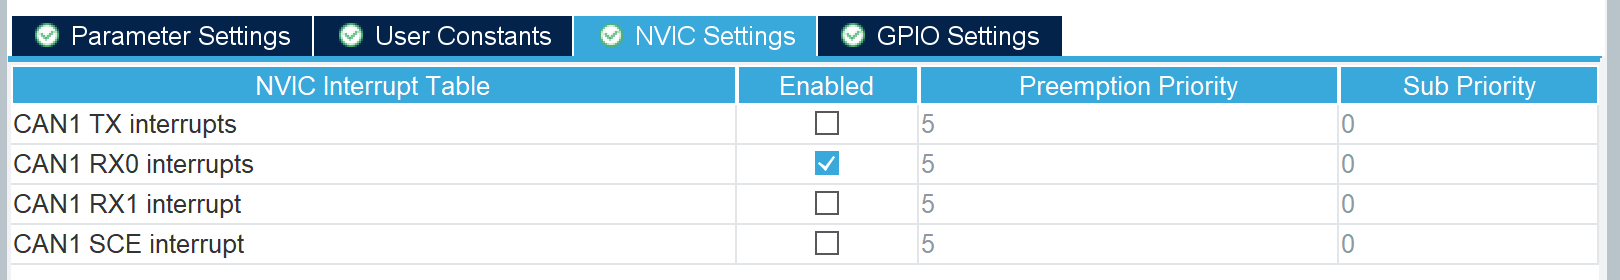 Parameter Settings User Constants NVIC Settings GPIO Settings
NVIC Interrupt Table Enabled Preemption Priority Sub Priority
CAN1 TX interrupts 5 0
CAN1 RX0 interrupts 5 0
CAN1 RX1 interrupt 5 0
CAN1 SCE interrupt 5 0